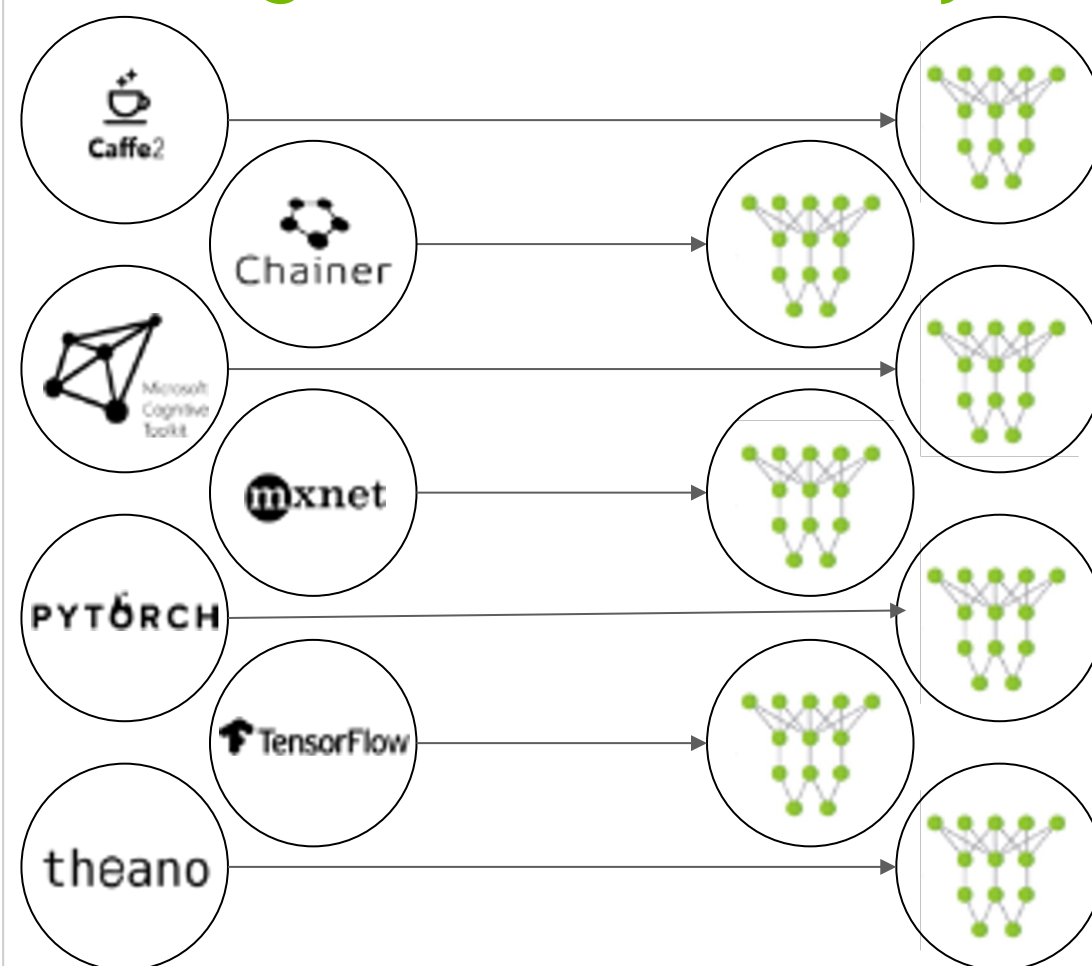 Caffe2
Chainer
Microsoft
Cognitive
Toolkit
mxnet
PYTORCH
TensorFlow
theano